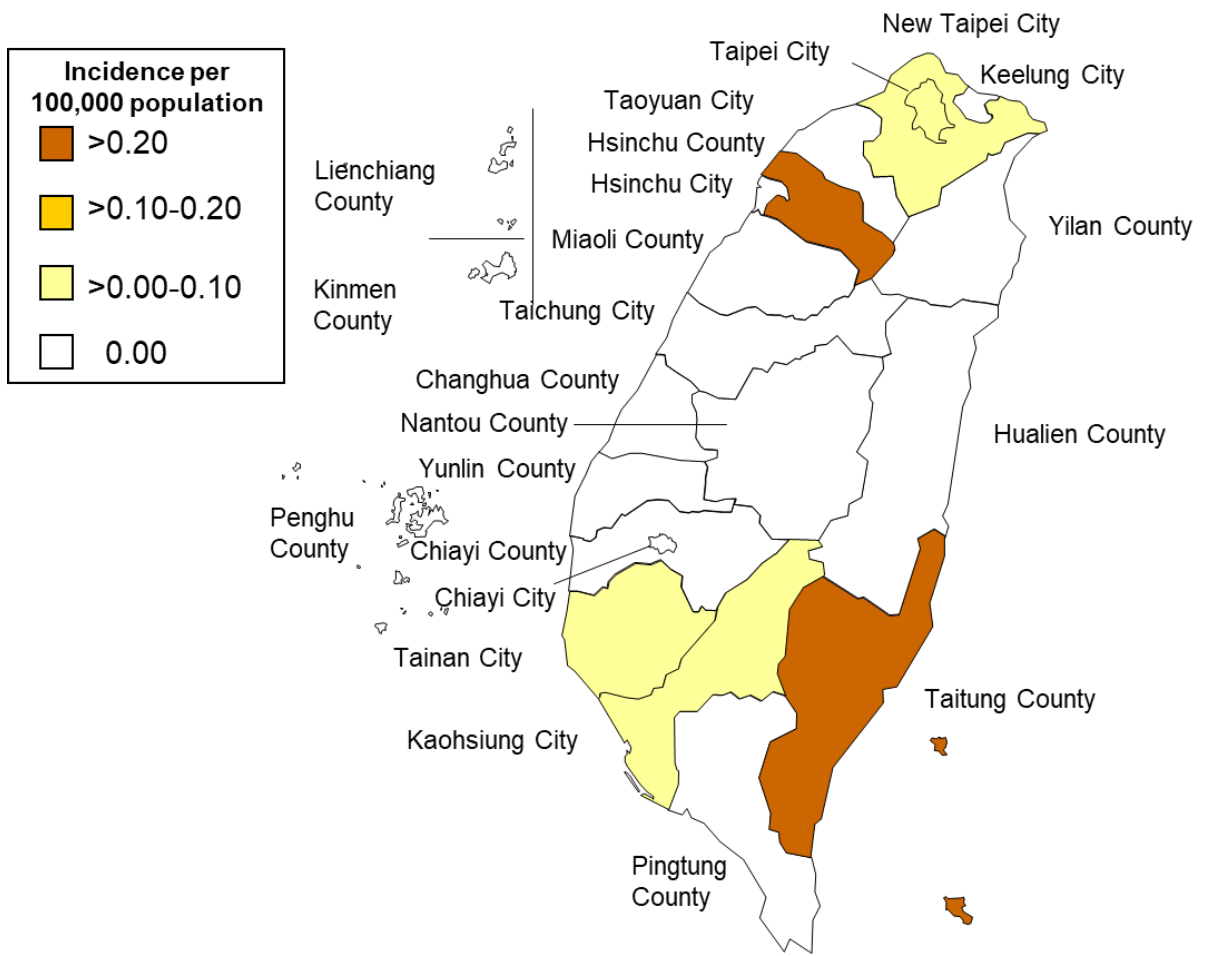 Incidence per
100,000 population
>0.20
>0.10-0.20
>0.00-0.10
0.00
New Taipei City
Taipei City
Keelung City
Taoyuan City
Hsinchu County
Hsinchu City
Lienchiang
County
Yilan County
Miaoli County
Kinmen
County
Taichung City
Changhua County
Nantou County
Hualien County
Yunlin County
Penghu
County
Chiayi County
Chiayi City
Tainan City
Taitung County
Kaohsiung City
Pingtung
County